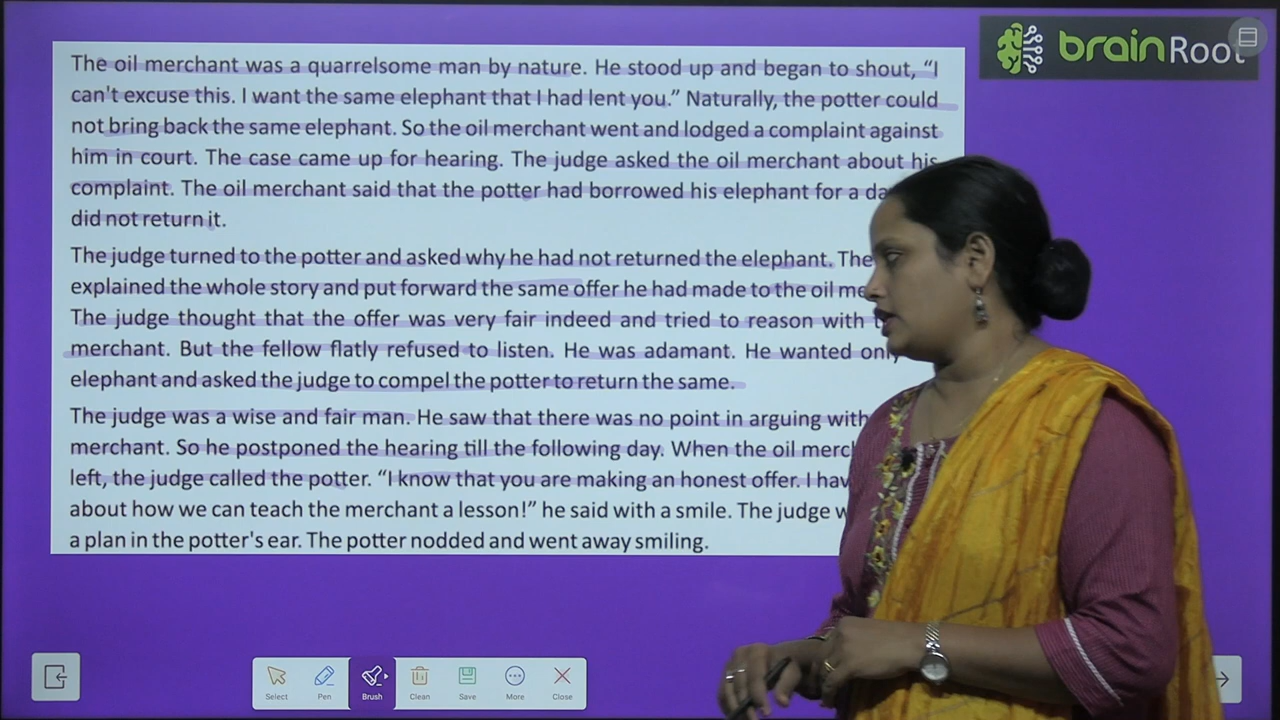 brainRoot
The oil merchant was a quarrelsome man by nature. He stood up and began to shout, “I
can't excuse this. I want the same elephant that I had lent you.” Naturally, the potter could
not bring back the same elephant. So the oil merchant went and lodged a complaint against
him in court. The case came up for hearing. The judge asked the oil merchant about his
complaint. The oil merchant said that the potter had borrowed his elephant for a
did not return it.
The judge turned to the potter and asked why he had not returned the elephant. The
explained the whole story and put forward the same offer he had made to the oil
The judge thought that the offer was very fair indeed and tried to reason with
merchant. But the fellow flatly refused to listen. He was adamant. He wanted only
elephant and asked the judge to compel the potter to return the same.
The judge was a wise and fair man. He saw that there was no point in arguing with
merchant. So he postponed the hearing till the following day. When the oil
left, the judge called the potter. “I know that you are making an honest offer. I
about how we can teach the merchant a lesson!” he said with a smile. The judge
a plan in the potter's ear. The potter nodded and went away smiling.
Select Pen Brush Clean Save More Close